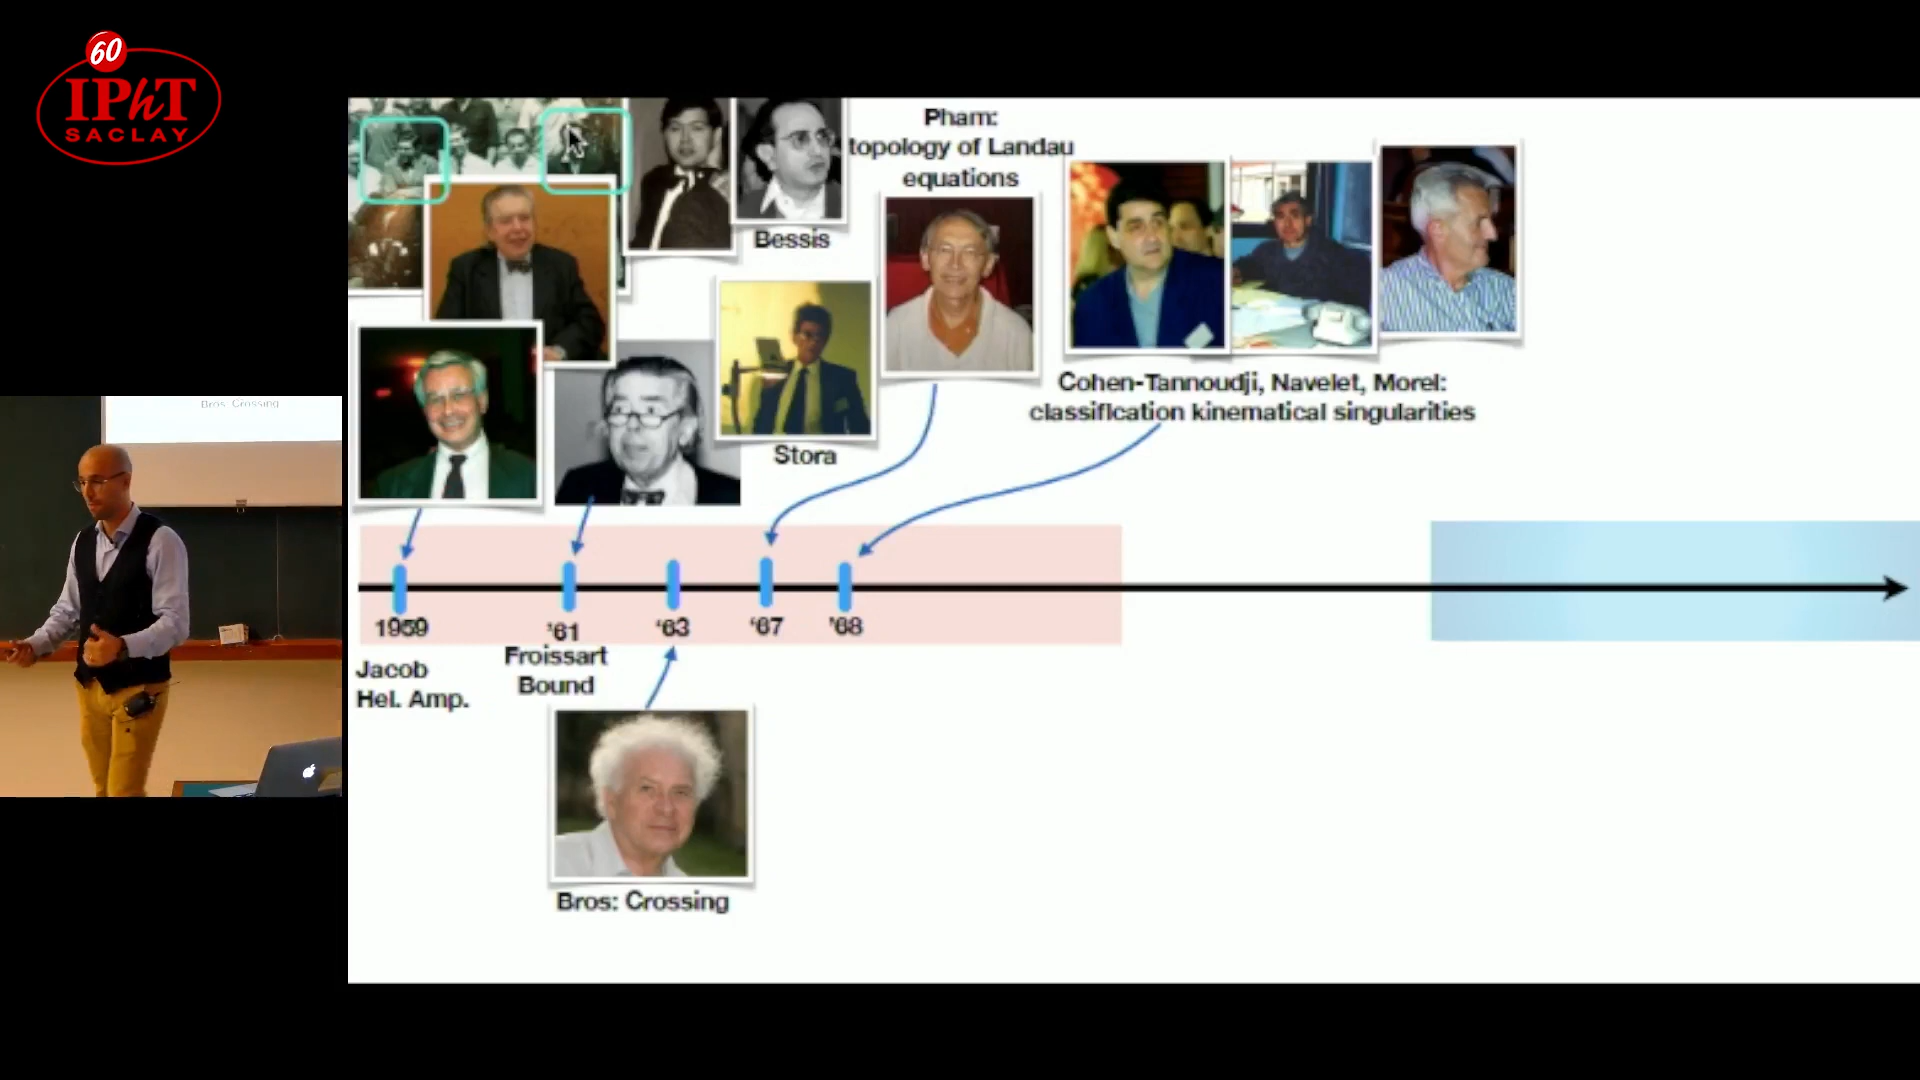 60
IPhT
SACLAY
Pham:
topology of Landau
equations
Bessis
Stora
Cohen-Tannoudji, Navelet, Morel:
classification kinematical singularities
1959
'61
'63
'67
'68
Jacob
Hel. Amp.
Froissart
Bound
Bros: Crossing
Bros: Crossing